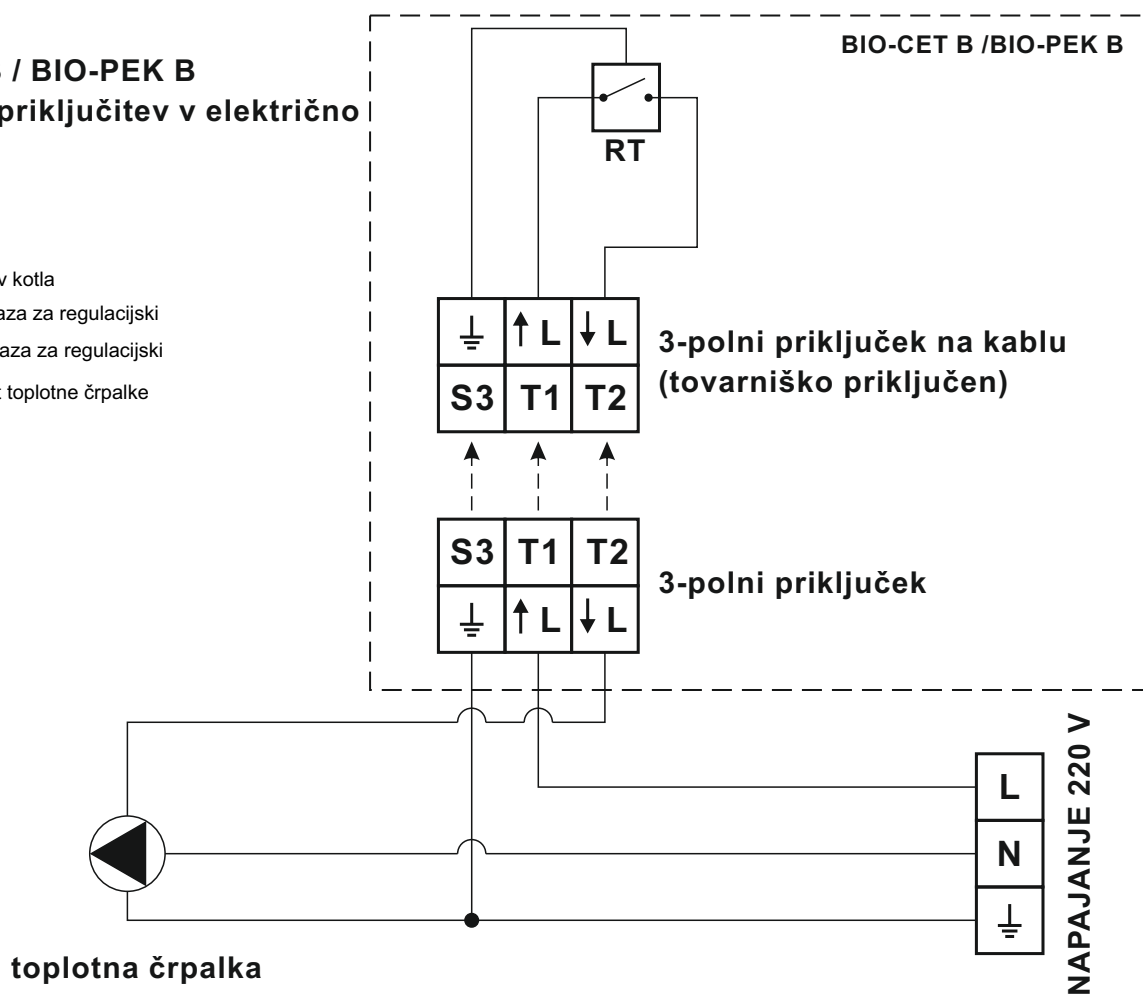 BIO-CET B /BIO-PEK B
/ BIO-PEK B
priključitev v električno
RT
v kotla
aza za regulacijski
aza za regulacijski
toplotne črpalke
L L
S3 T1 T2
3-polni priključek na kablu
(tovarniško priključen)
S3 T1 T2
L L
3-polni priključek
L
N
NAPAJANJE 220 V
toplotna črpalka